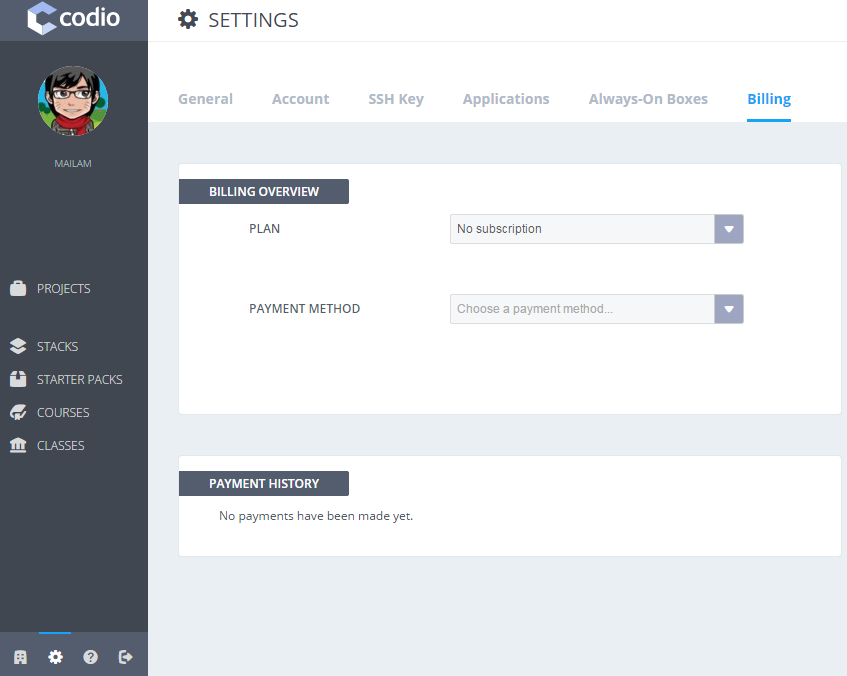 codio
SETTINGS
MAILAM
General Account SSH Key Applications Always-On Boxes Billing
BILLING OVERVIEW
PLAN No subscription
PAYMENT METHOD Choose a payment method...
PROJECTS
STACKS
STARTER PACKS
COURSES
CLASSES
PAYMENT HISTORY
No payments have been made yet.